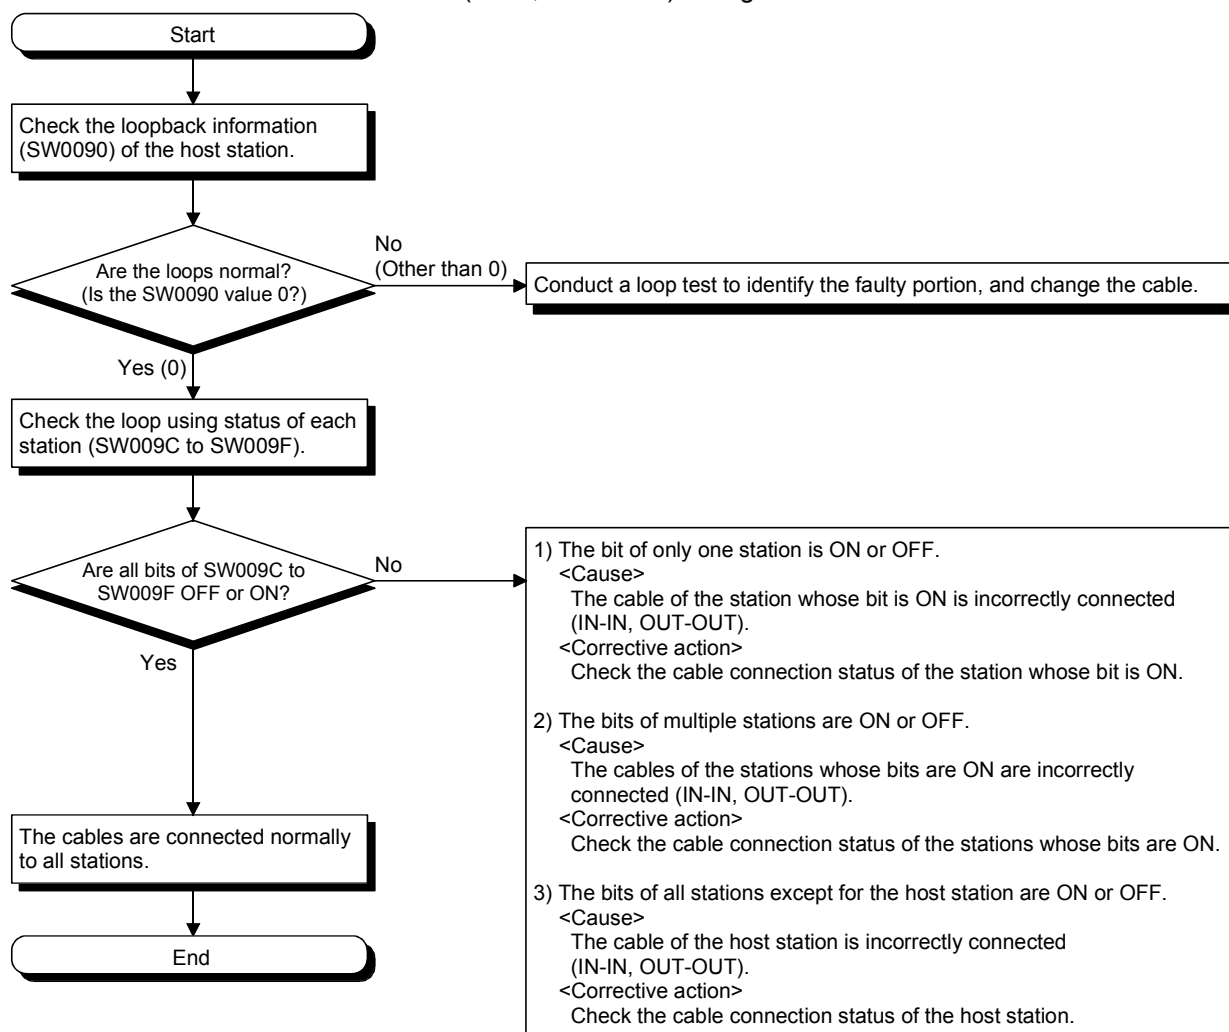 Start
Check the loopback information
(SW0090) of the host station.
Are the loops normal?
(Is the SW0090 value 0?)
No
(Other than 0)
Conduct a loop test to identify the faulty portion, and change the cable.
Yes (0)
Check the loop using status of each
station (SW009C to SW009F).
Are all bits of SW009C to
SW009F OFF or ON?
No
Yes
1) The bit of only one station is ON or OFF.
<Cause>
The cable of the station whose bit is ON is incorrectly connected
(IN-IN, OUT-OUT).
<Corrective action>
Check the cable connection status of the station whose bit is ON.
2) The bits of multiple stations are ON or OFF.
<Cause>
The cables of the stations whose bits are ON are incorrectly
connected (IN-IN, OUT-OUT).
<Corrective action>
Check the cable connection status of the stations whose bits are ON.
3) The bits of all stations except for the host station are ON or OFF.
<Cause>
The cable of the host station is incorrectly connected
(IN-IN, OUT-OUT).
<Corrective action>
Check the cable connection status of the host station.
The cables are connected normally
to all stations.
End